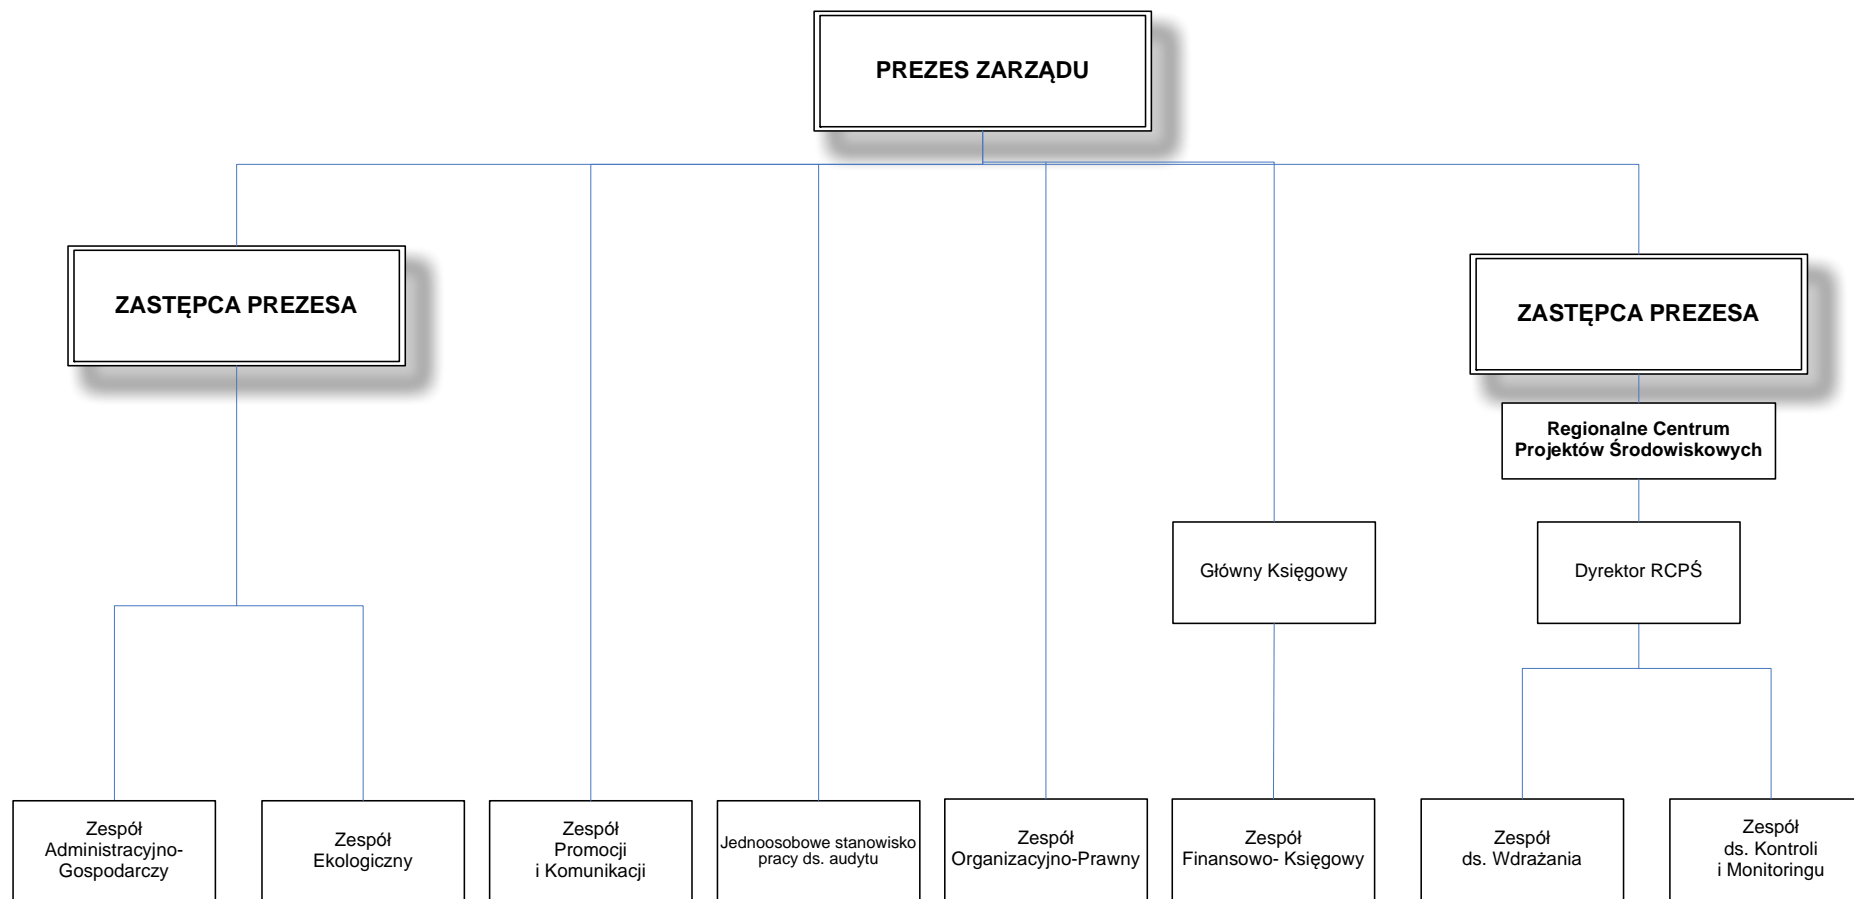 PREZES ZARZĄDU
ZASTĘPCA PREZESA
ZASTĘPCA PREZESA
Regionalne Centrum
Projektów Środowiskowych
Główny Księgowy
Dyrektor RCPŚ
Zespół
Administracyjno-
Gospodarczy
Zespół
Ekologiczny
Zespół
Promocji
i Komunikacji
Jednoosobowe stanowisko
pracy ds. audytu
Zespół
Organizacyjno-Prawny
Zespół
Finansowo- Księgowy
Zespół
ds. Wdrażania
Zespół
ds. Kontroli
i Monitoringu